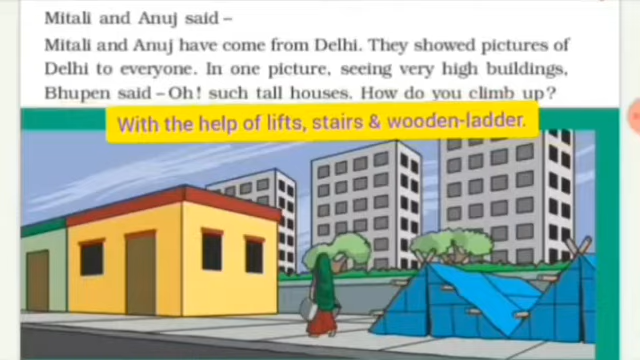 Mitali and Anuj said –
Mitali and Anuj have come from Delhi. They showed pictures of
Delhi to everyone. In one picture, seeing very high buildings,
Bhupen said – Oh! such tall houses. How do you climb up?
With the help of lifts, stairs & wooden-ladder.